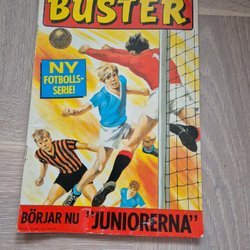 BUSTER
NY
FOTBOLLS-
SERIE!
BÖRJAR NU "JUNIORERNA"